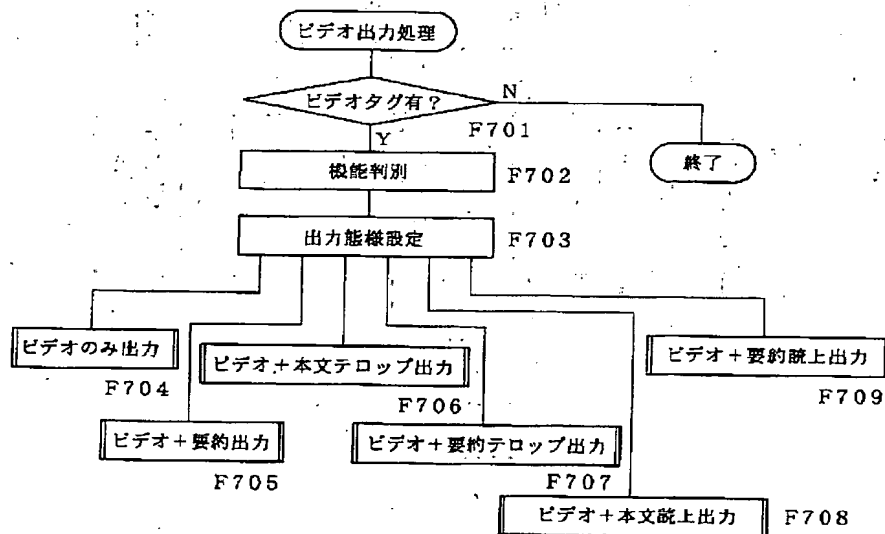 ビデオ出力処理
ビデオタグ有?
N
F701
Y
終了
機能判別
F702
出力態様設定
F703
ビデオのみ出力
F704
ビデオ+本文テロップ出力
F706
ビデオ+要約読上出力
F709
ビデオ+要約出力
F705
ビデオ+要約テロップ出力
F707
ビデオ+本文読上出力
F708